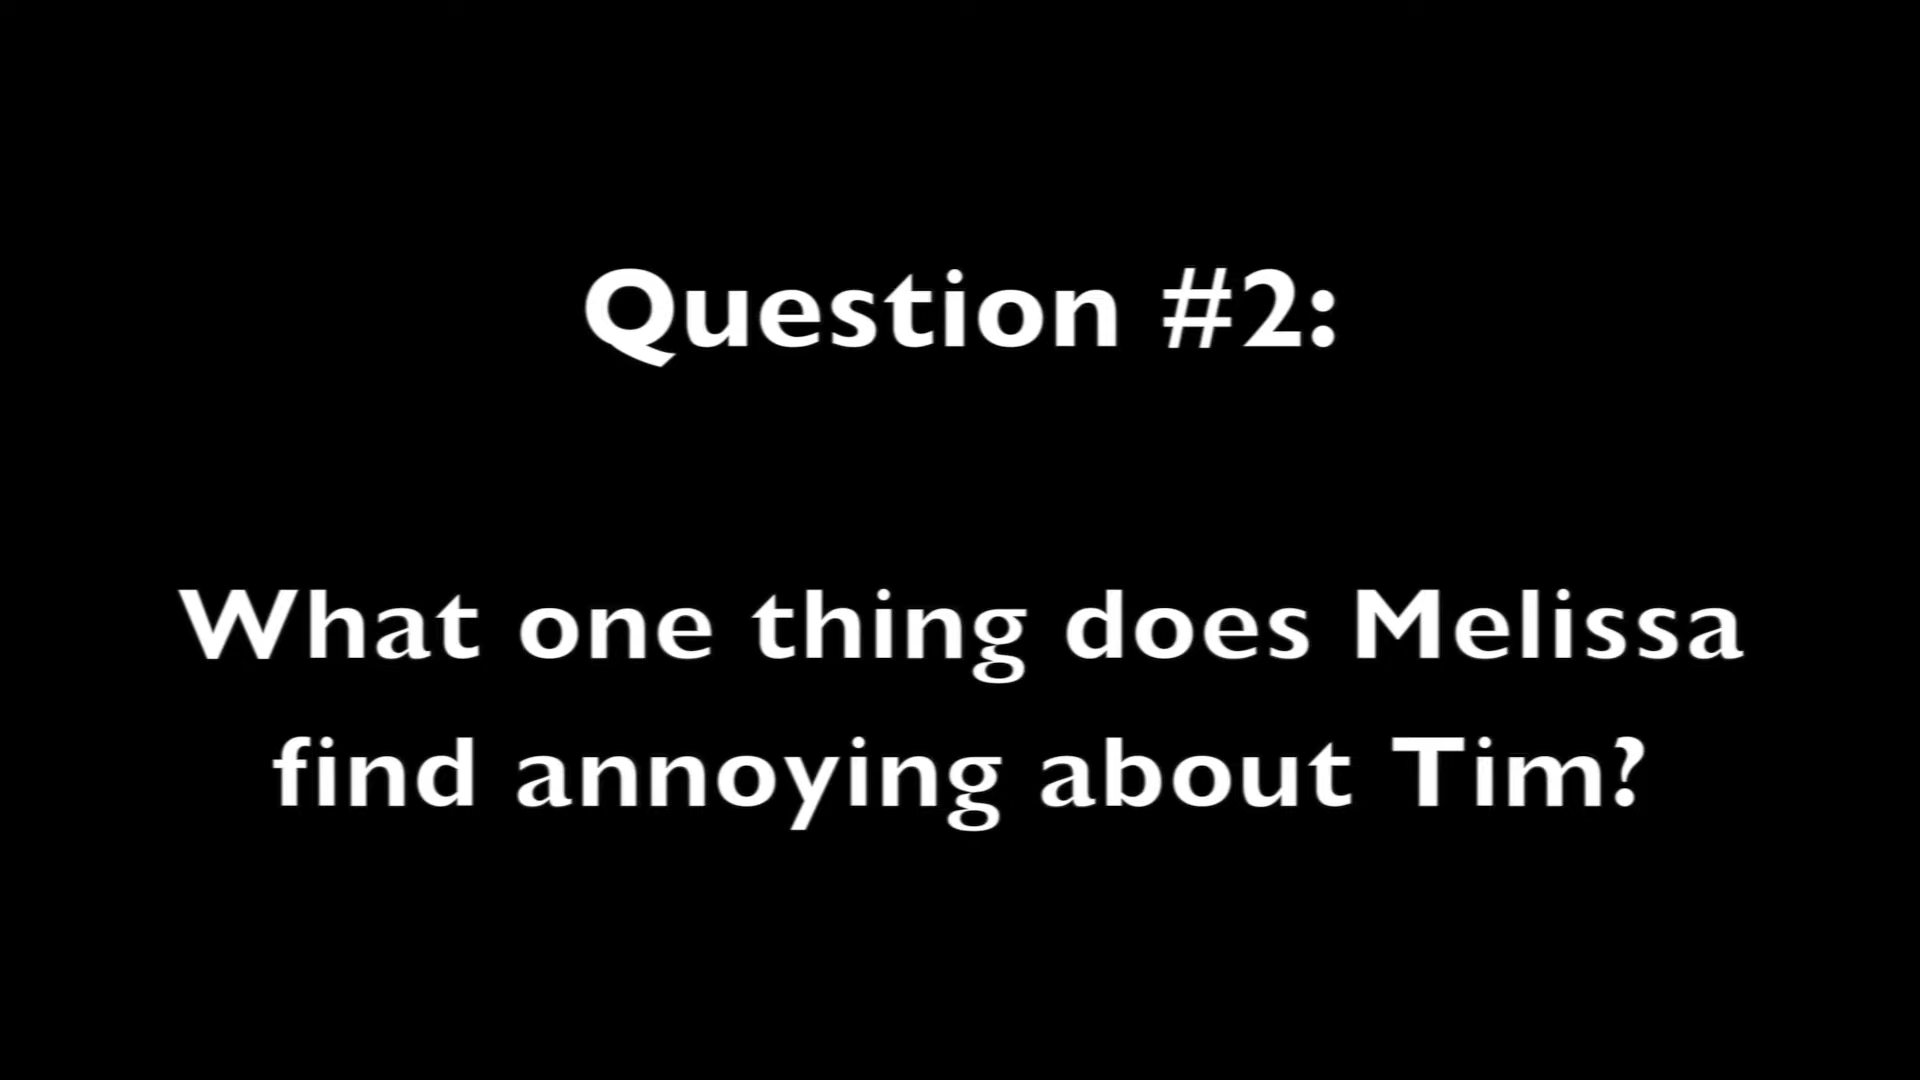 Question #2:
What one thing does Melissa
find annoying about Tim?